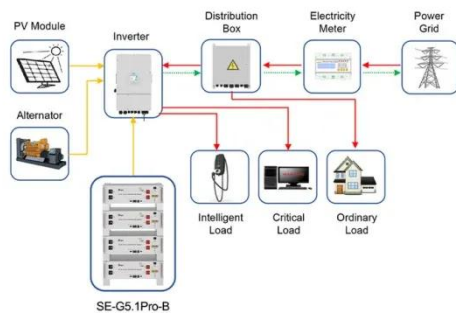 PV Module
Inverter
Distribution
Box
Electricity
Meter
Power
Grid
Alternator
Intelligent
Load
Critical
Load
Ordinary
Load
SE-G5.1Pro-B